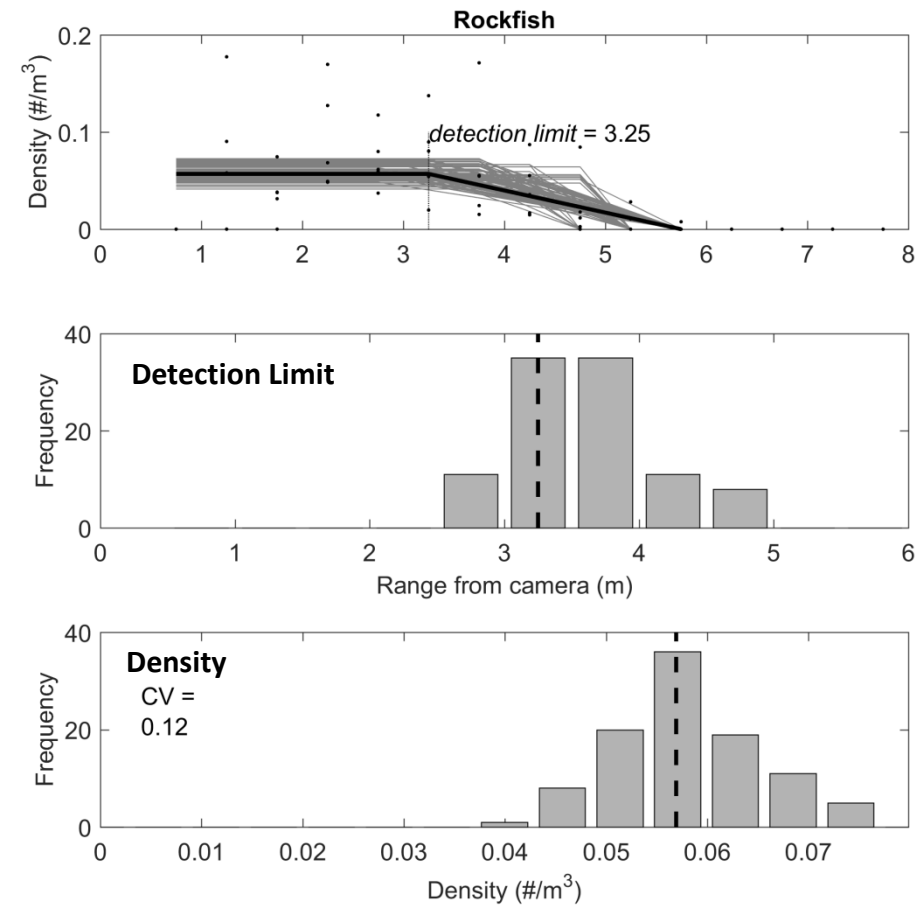 Rockfish
Density (#/m³)
0.2
0.1
0
detection limit = 3.25
0 1 2 3 4 5 6 7 8
Frequency
40
20
0
Detection Limit
0 1 2 3 4 5 6
Range from camera (m)
Frequency
40
20
0
Density
CV =
0.12
0 0.01 0.02 0.03 0.04 0.05 0.06 0.07
Density (#/m³)